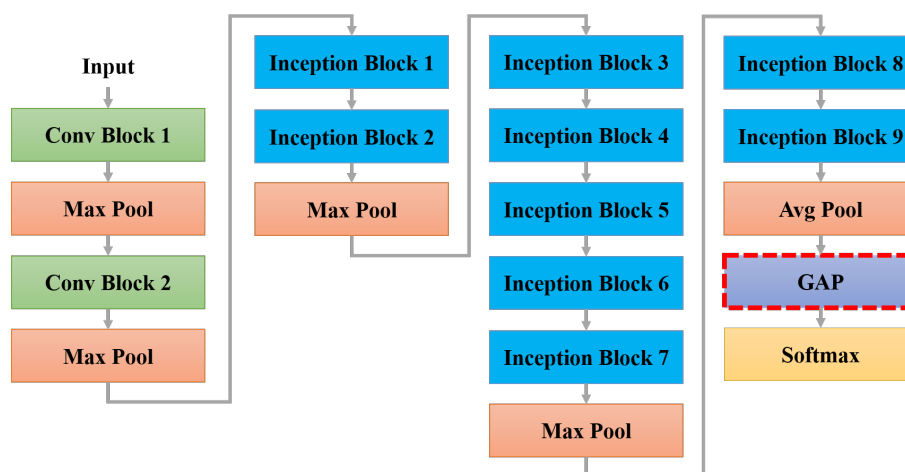 Input
Conv Block 1
Max Pool
Conv Block 2
Max Pool
Inception Block 1
Inception Block 2
Max Pool
Inception Block 3
Inception Block 4
Inception Block 5
Inception Block 6
Inception Block 7
Max Pool
Inception Block 8
Inception Block 9
Avg Pool
GAP
Softmax